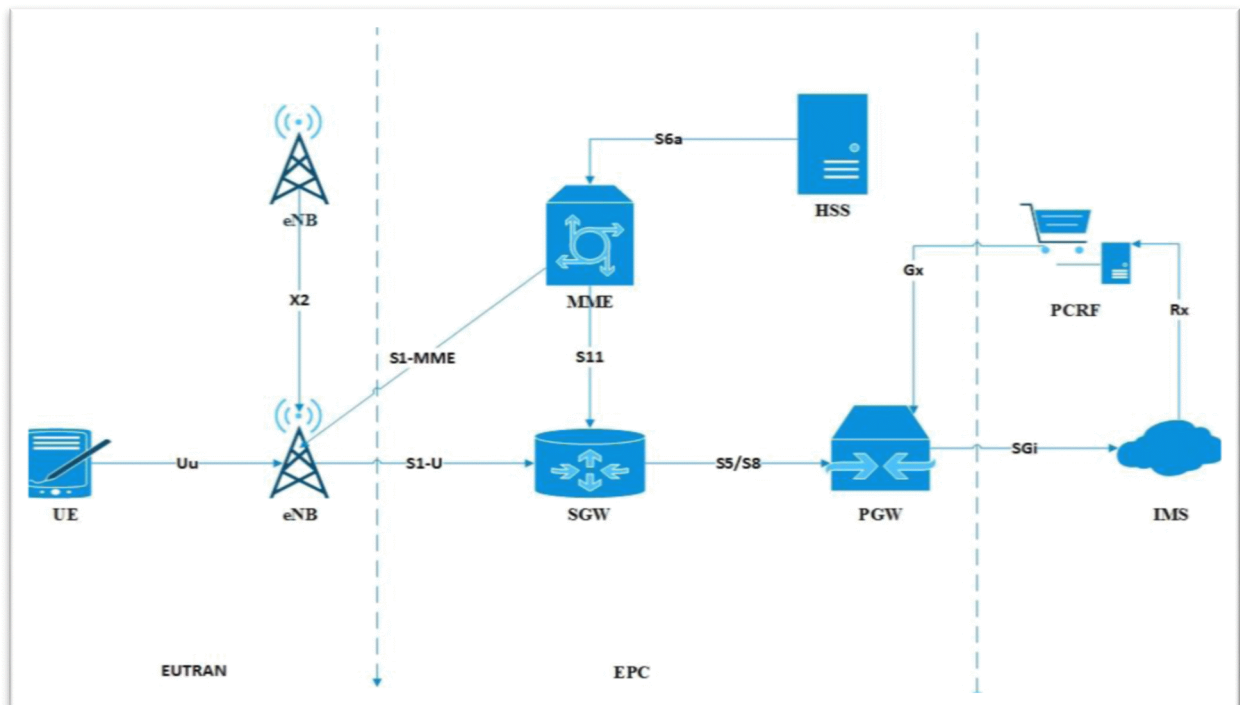 S6a
HSS
eNB
MME
Gx
X2
PCRF
Rx
S1-MME
S11
Uu
S1-U
S5/S8
SGi
UE
eNB
SGW
PGW
IMS
EUTRAN
EPC